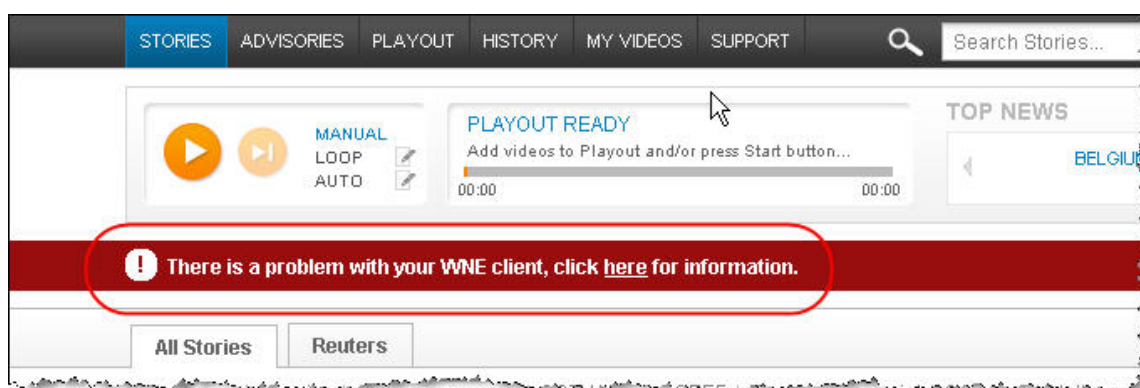 STORIES ADVISORIES PLAYOUT HISTORY MY VIDEOS SUPPORT Search Stories...
MANUAL
LOOP
AUTO
PLAYOUT READY
Add videos to Playout and/or press Start button...
00:00 00:00
TOP NEWS
! There is a problem with your WNE client, click here for information.
All Stories Reuters